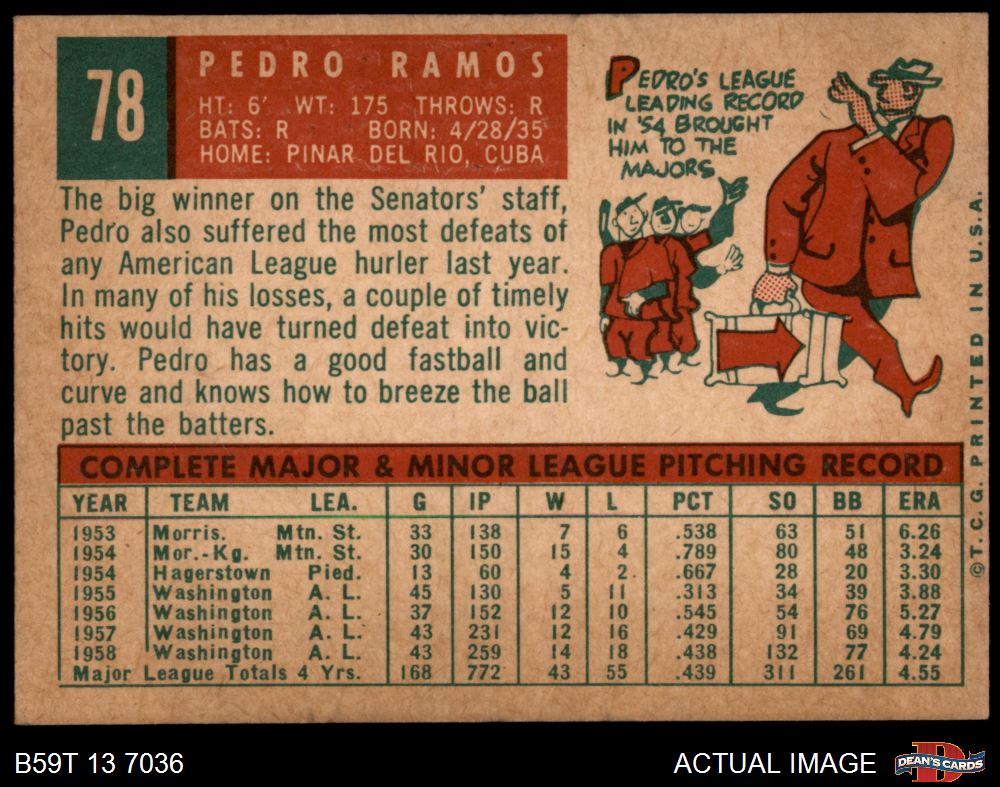 78
PEDRO RAMOS
HT: 6' WT: 175 THROWS: R
BATS: R BORN: 4/28/35
HOME: PINAR DEL RIO, CUBA
The big winner on the Senators' staff,
Pedro also suffered the most defeats of
any American League hurler last year.
In many of his losses, a couple of timely
hits would have turned defeat into vic-
tory. Pedro has a good fastball and
curve and knows how to breeze the ball
past the batters.
PEDRO'S LEAGUE
LEADING RECORD
IN '54 BROUGHT
HIM TO THE
MAJORS
COMPLETE MAJOR & MINOR LEAGUE PITCHING RECORD
YEAR TEAM LEA. G IP W L PCT SO BB ERA
1953 Morris. Mtn. St. 33 138 7 6 .538 63 51 6.26
1954 Mor.-Kg. Mtn. St. 30 150 15 4 .789 80 48 3.24
1954 Hagerstown Pied. 13 60 4 2 .667 28 20 3.30
1955 Washington A. L. 45 130 5 11 .313 34 39 3.88
1956 Washington A. L. 37 152 12 10 .545 54 76 5.27
1957 Washington A. L. 43 231 12 16 .429 91 69 4.79
1958 Washington A. L. 43 259 14 18 .438 132 77 4.24
Major League Totals 4 Yrs. 168 772 43 55 .439 311 261 4.55
©T.C.G. PRINTED IN U.S.A.
B59T 13 7036
ACTUAL IMAGE
D
DEAN'S CARDS